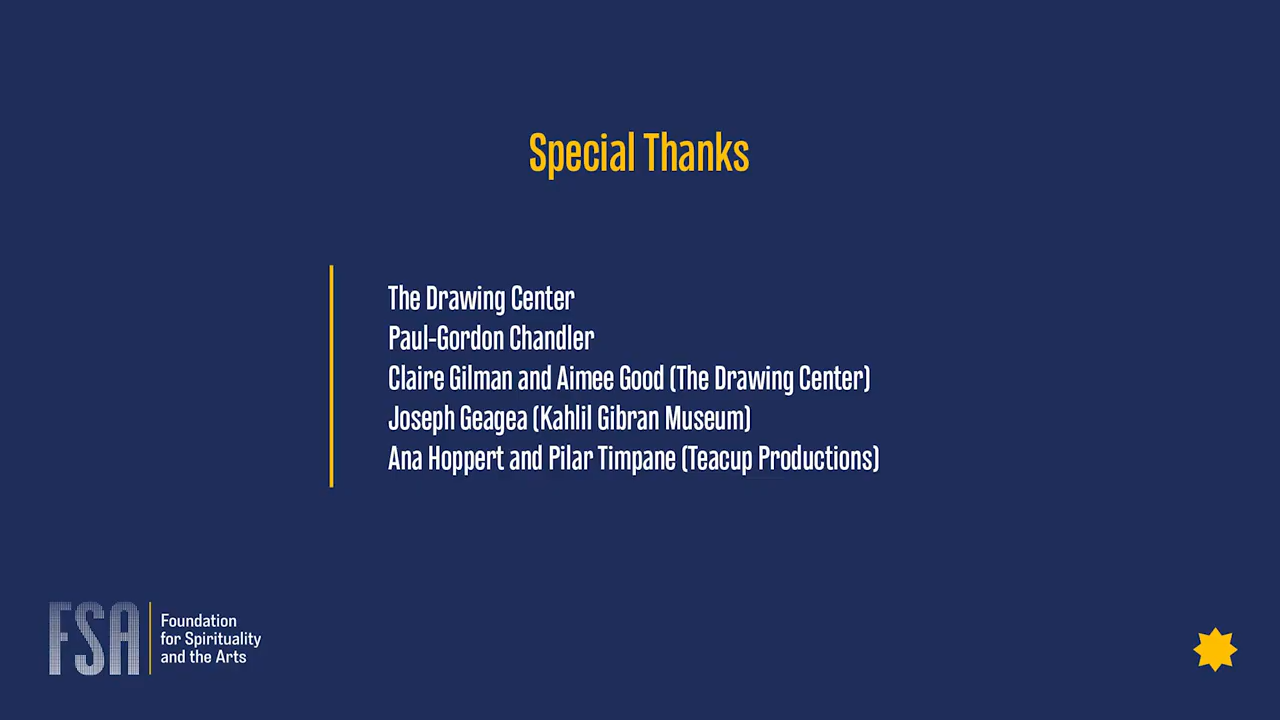 Special Thanks
The Drawing Center
Paul-Gordon Chandler
Claire Gilman and Aimee Good (The Drawing Center)
Joseph Geagea (Kahlil Gibran Museum)
Ana Hoppert and Pilar Timpane (Teacup Productions)
FSA
Foundation
for Spirituality
and the Arts